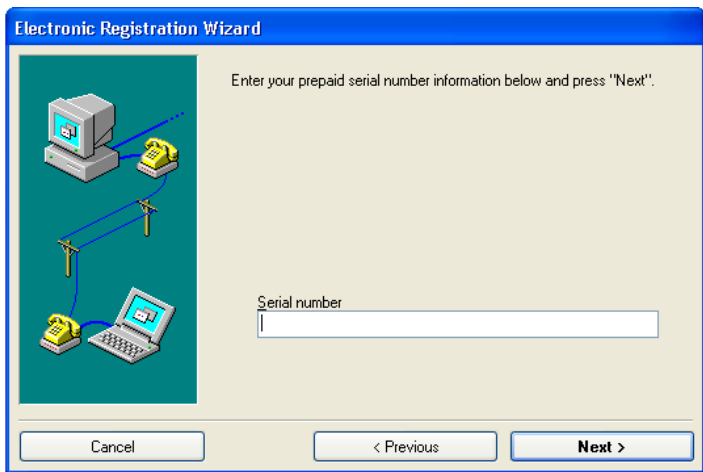 Electronic Registration Wizard
Enter your prepaid serial number information below and press "Next".
Serial number
Cancel
< Previous
Next >